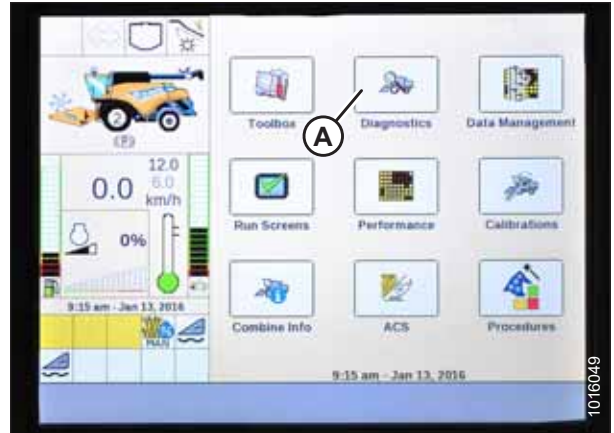 2
(P)
12.0
0.0 6.0
km/h
0%
9:15 am - Jan 13, 2016
MAN
Toolbox
Diagnostics
Data Management
A
Run Screens
Performance
Calibrations
Combine Info
ACS
Procedures
9:15 am - Jan 13, 2016
1016049